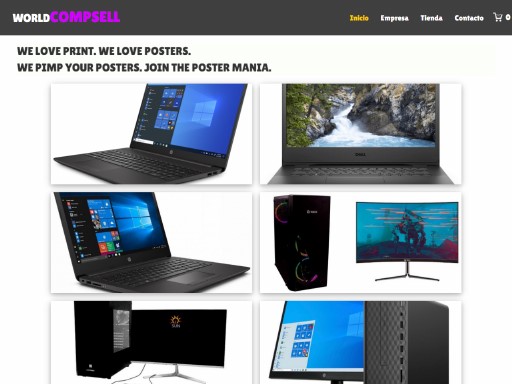 WORLDCOMPSELL
Inicio Empresa Tienda Contacto 0
WE LOVE PRINT. WE LOVE POSTERS.
WE PIMP YOUR POSTERS. JOIN THE POSTER MANIA.